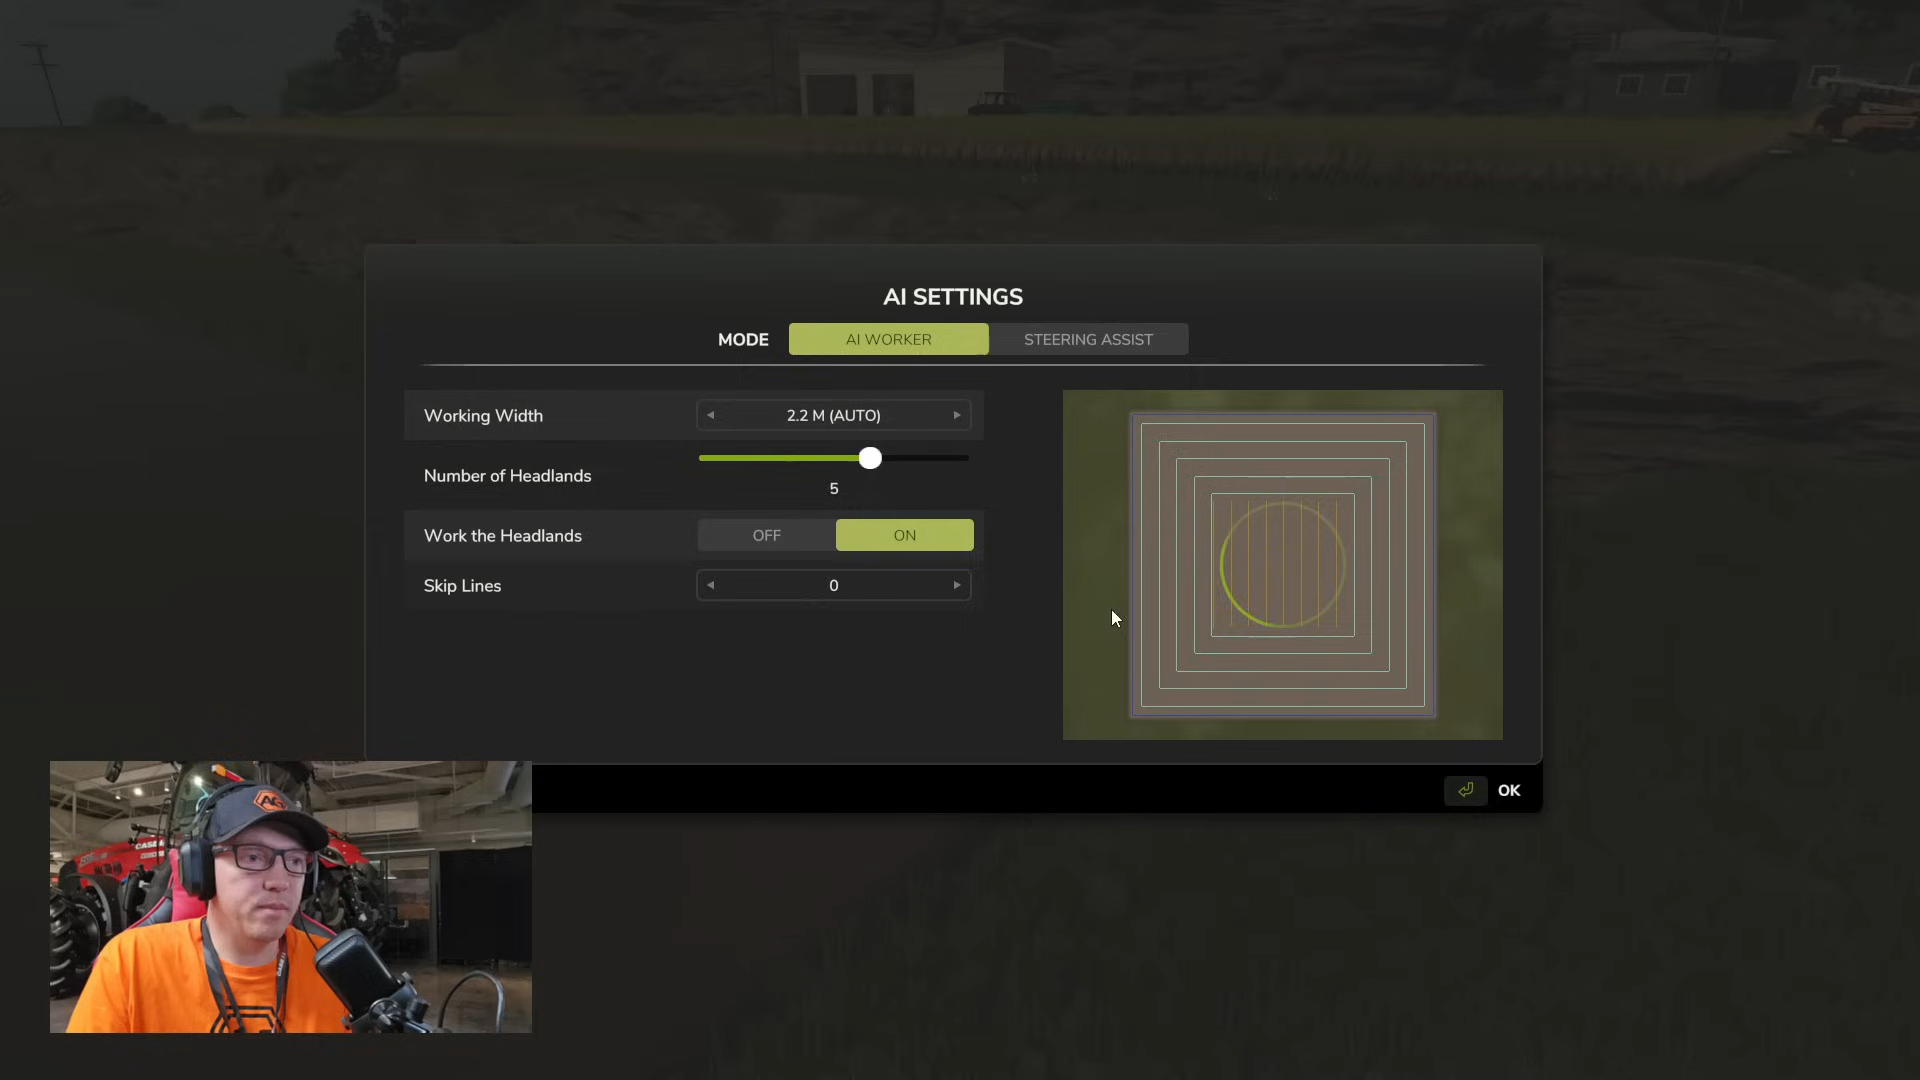 AI SETTINGS
MODE AI WORKER STEERING ASSIST
Working Width 2.2 M (AUTO)
Number of Headlands
5
Work the Headlands OFF ON
Skip Lines 0
OK
CASE